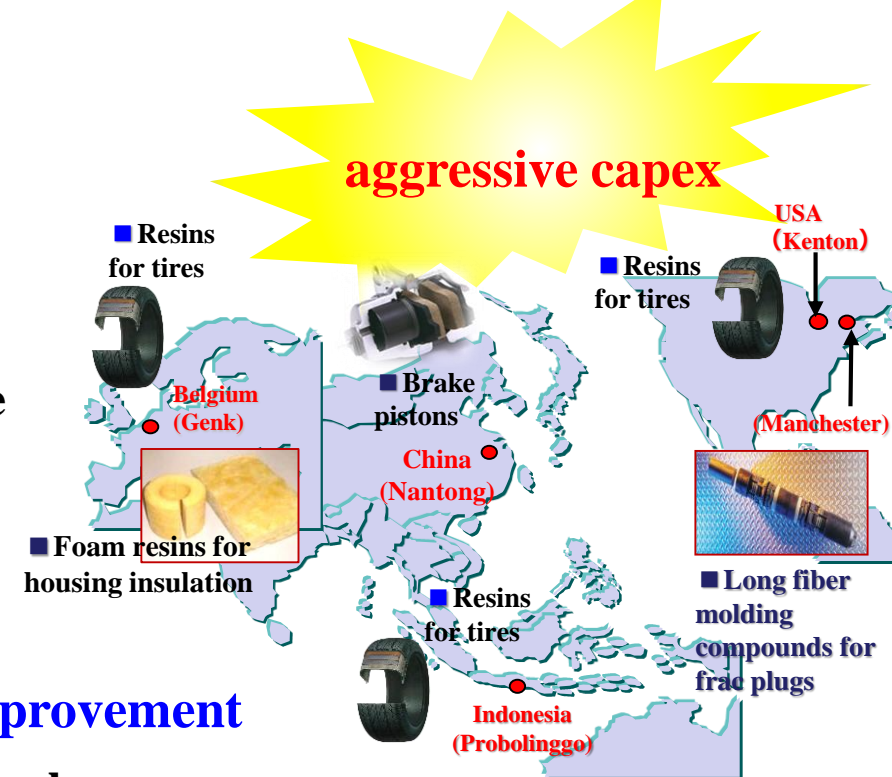 aggressive capex
■ Resins
for tires
■ Brake
pistons
■ Resins
for tires
USA
（Kenton）
Belgium
(Genk)
China
(Nantong)
(Manchester)
■ Foam resins for
housing insulation
■ Resins
for tires
■ Long fiber
molding
compounds for
frac plugs
Indonesia
(Probolinggo)
provement